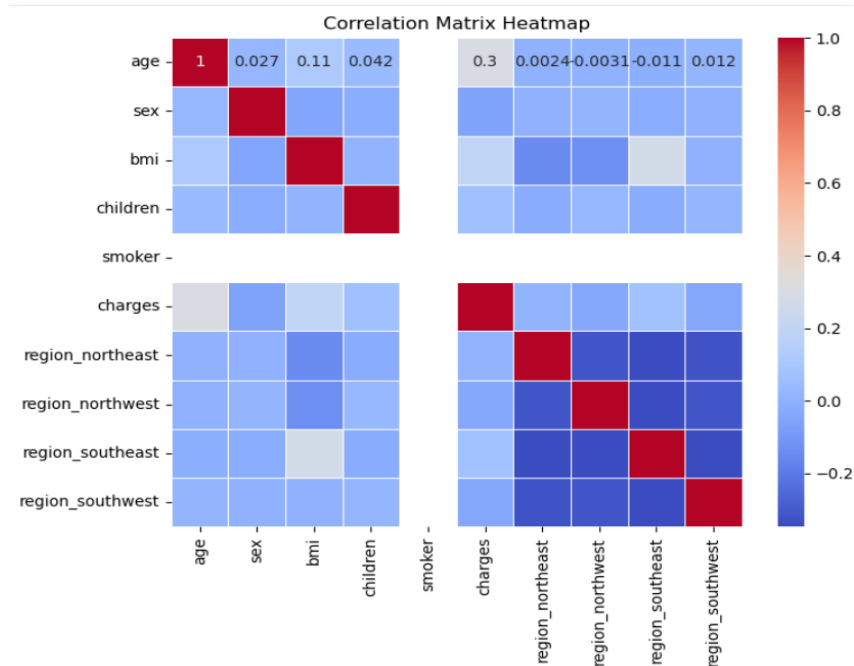 Correlation Matrix Heatmap
age 1 0.027 0.11 0.042 0.3 0.0024 -0.0031 -0.011 0.012
sex
bmi
children
smoker
charges
region_northeast
region_northwest
region_southeast
region_southwest
age sex bmi children smoker charges region_northeast region_northwest region_southeast region_southwest
1.0
0.8
0.6
0.4
0.2
0.0
−0.2